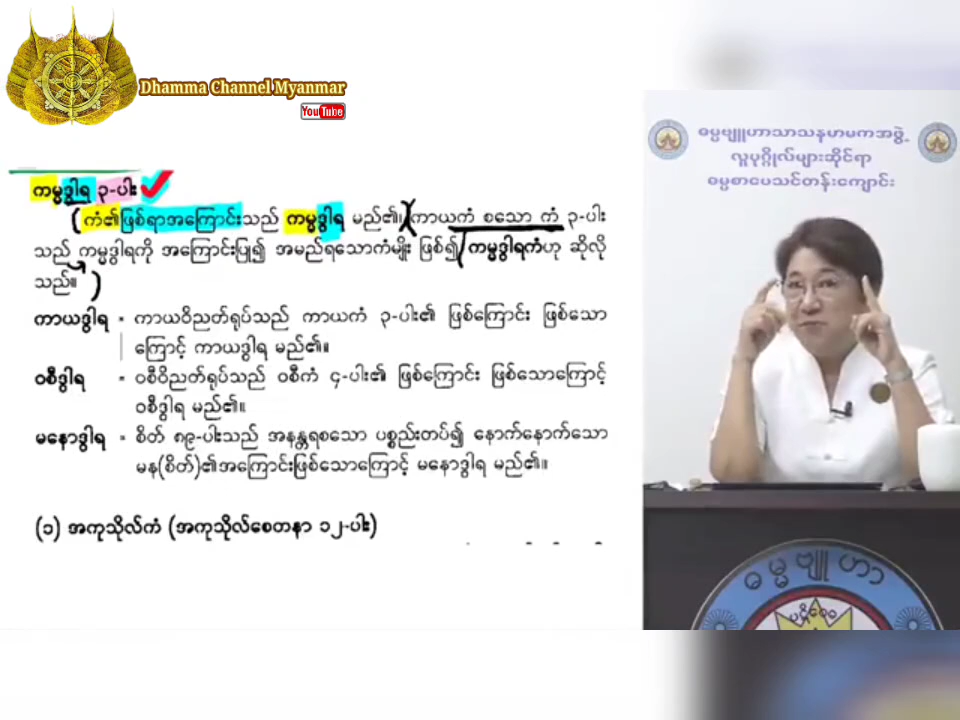 Dhamma Channel Myanmar
YouTube
ဓမ္မဗျူဟာသာသနာ့မာမကအဖွဲ့
လူပုဂ္ဂိုလ်များဆိုင်ရာ
ဓမ္မစာပေသင်တန်းကျောင်း
ကမ္မဒွါရ ၃-ပါး
(ကံ၏ဖြစ်ရာအကြောင်းသည် ကမ္မဒွါရ မည်၏။)(ကာယကံ စသော ကံ ၃-ပါး
သည် ကမ္မဒွါရကို အကြောင်းပြု၍ အမည်ရသောကံမျိုး ဖြစ်၍ ကမ္မဒွါရကံဟု ဆိုလို
သည်။)
ကာယဒွါရ - ကာယဝိညတ်ရုပ်သည် ကာယကံ ၃-ပါး၏ ဖြစ်ကြောင်း ဖြစ်သော
ကြောင့် ကာယဒွါရ မည်၏။
ဝစီဒွါရ - ဝစီဝိညတ်ရုပ်သည် ဝစီကံ ၄-ပါး၏ ဖြစ်ကြောင်း ဖြစ်သောကြောင့်
ဝစီဒွါရ မည်၏။
မနောဒွါရ - စိတ် ၈၉-ပါးသည် အနန္တရစသော ပစ္စည်းတပ်၍ နောက်နောက်သော
မန(စိတ်)၏အကြောင်းဖြစ်သောကြောင့် မနောဒွါရ မည်၏။
(၁) အကုသိုလ်ကံ (အကုသိုလ်စေတနာ ၁၂-ပါး)
ဓမ္မဗျူဟာ